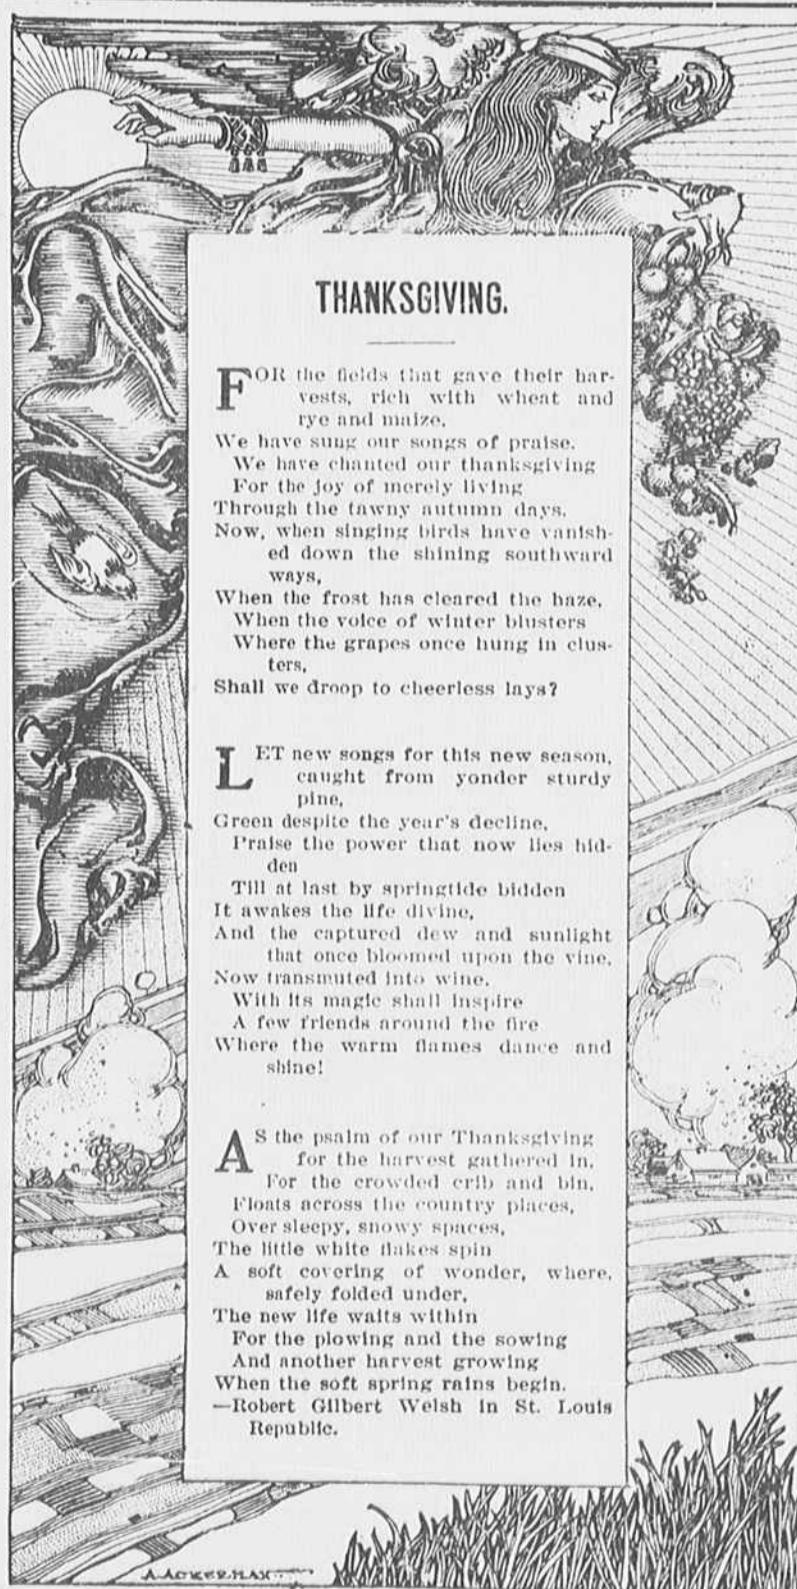 THANKSGIVING.
FOR the fields that gave their har-
vests, rich with wheat and
rye and maize,
We have sung our songs of praise.
We have chanted our thanksgiving
For the joy of merely living
Through the tawny autumn days.
Now, when singing birds have vanish-
ed down the shining southward
ways,
When the frost has cleared the haze,
When the voice of winter blusters
Where the grapes once hung in clus-
ters,
Shall we droop to cheerless lays?
LET new songs for this new season,
caught from yonder sturdy
pine,
Green despite the year's decline,
Praise the power that now lies hid-
den
Till at last by springtide bidden
It awakes the life divine,
And the captured dew and sunlight
that once bloomed upon the vine,
Now transmuted into wine,
With its magic shall inspire
A few friends around the fire
Where the warm flames dance and
shine!
AS the psalm of our Thanksgiving
for the harvest gathered in,
For the crowded crib and bin,
Floats across the country places,
Over sleepy, snowy spaces,
The little white flakes spin
A soft covering of wonder, where,
safely folded under,
The new life waits within
For the plowing and the sowing
And another harvest growing
When the soft spring rains begin.
—Robert Gilbert Welsh in St. Louis
Republic.
A. ACKERMAN